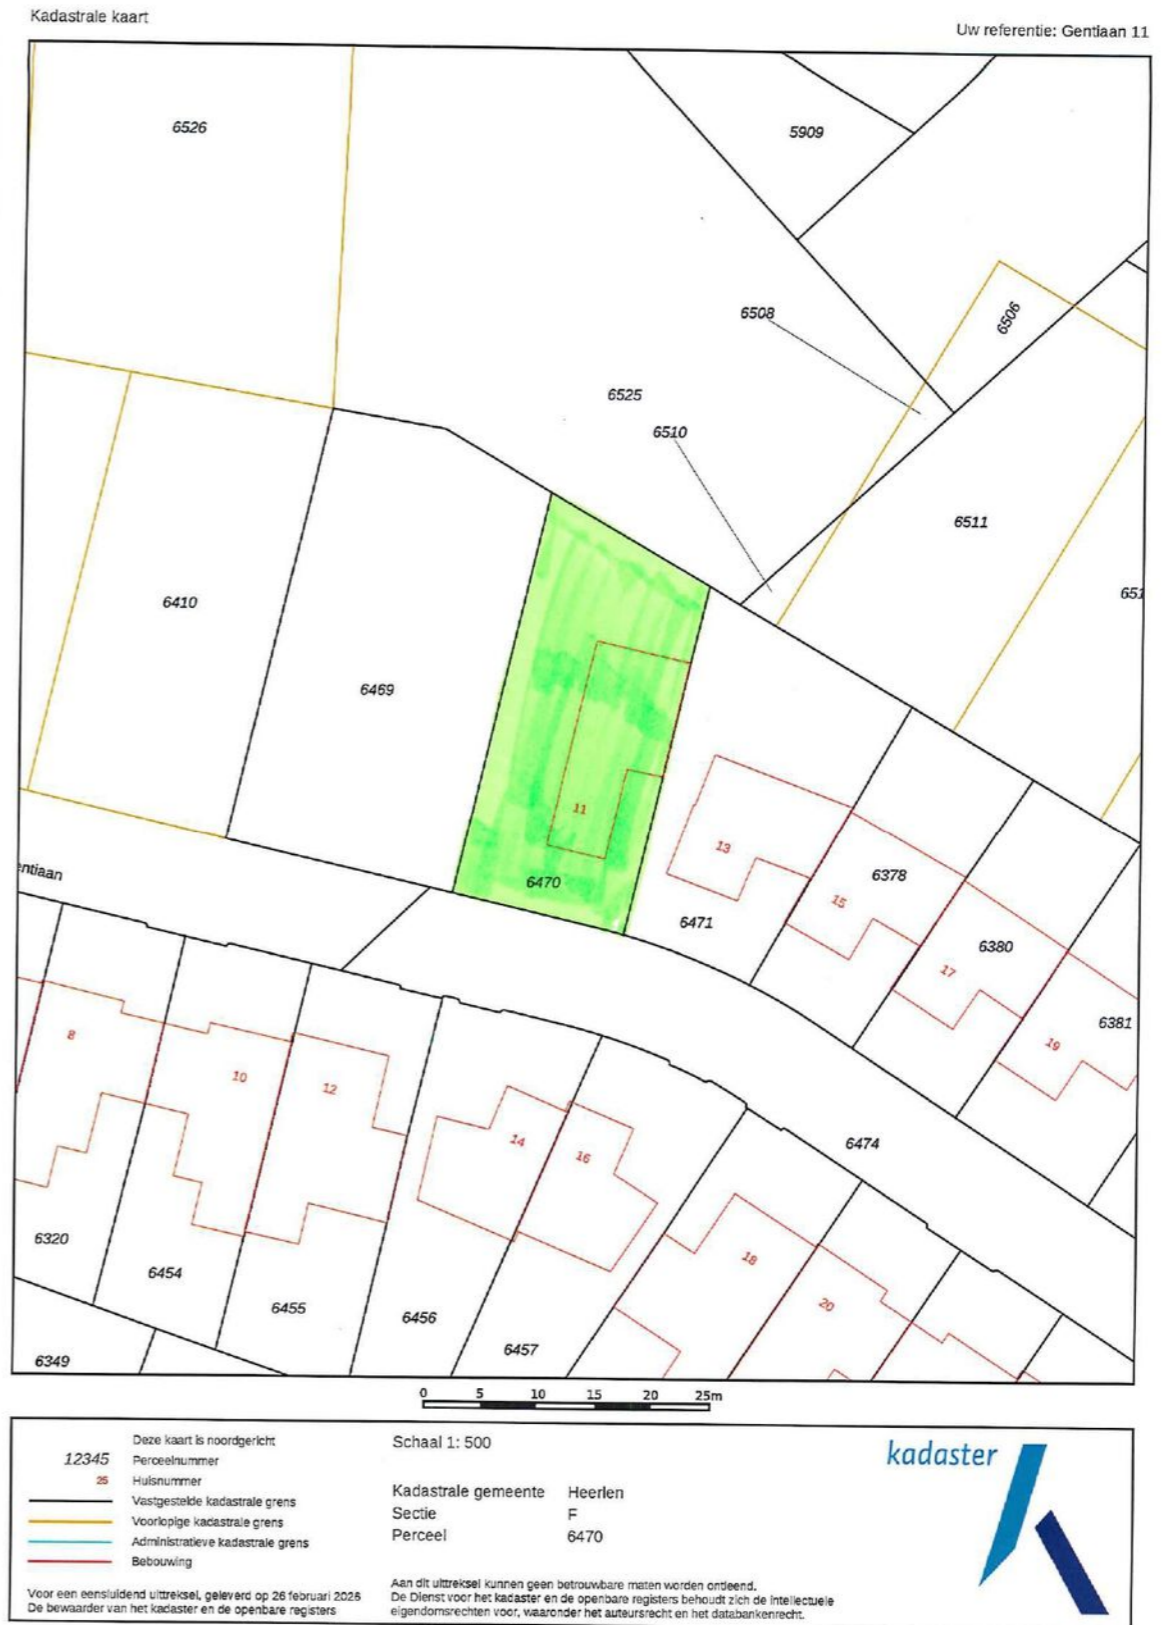 Kadastrale kaart
Uw referentie: Gentiaan 11
6526
5909
6508
6506
6525
6510
6511
651
6410
6469
11
6470
13
6471
6378
15
6380
17
6381
19
entiaan
8
10
12
14
16
6474
18
20
6320
6454
6455
6456
6457
6349
0 5 10 15 20 25m
Deze kaart is noordgericht
12345 Perceelnummer
25 Huisnummer
Vastgestelde kadastrale grens
Voorlopige kadastrale grens
Administratieve kadastrale grens
Bebouwing
Voor een eensluidend uittreksel, geleverd op 26 februari 2026
De bewaarder van het kadaster en de openbare registers
Schaal 1: 500
Kadastrale gemeente Heerlen
Sectie F
Perceel 6470
Aan dit uittreksel kunnen geen betrouwbare maten worden ontleend.
De Dienst voor het kadaster en de openbare registers behoudt zich de intellectuele
eigendomsrechten voor, waaronder het auteursrecht en het databankenrecht.
kadaster